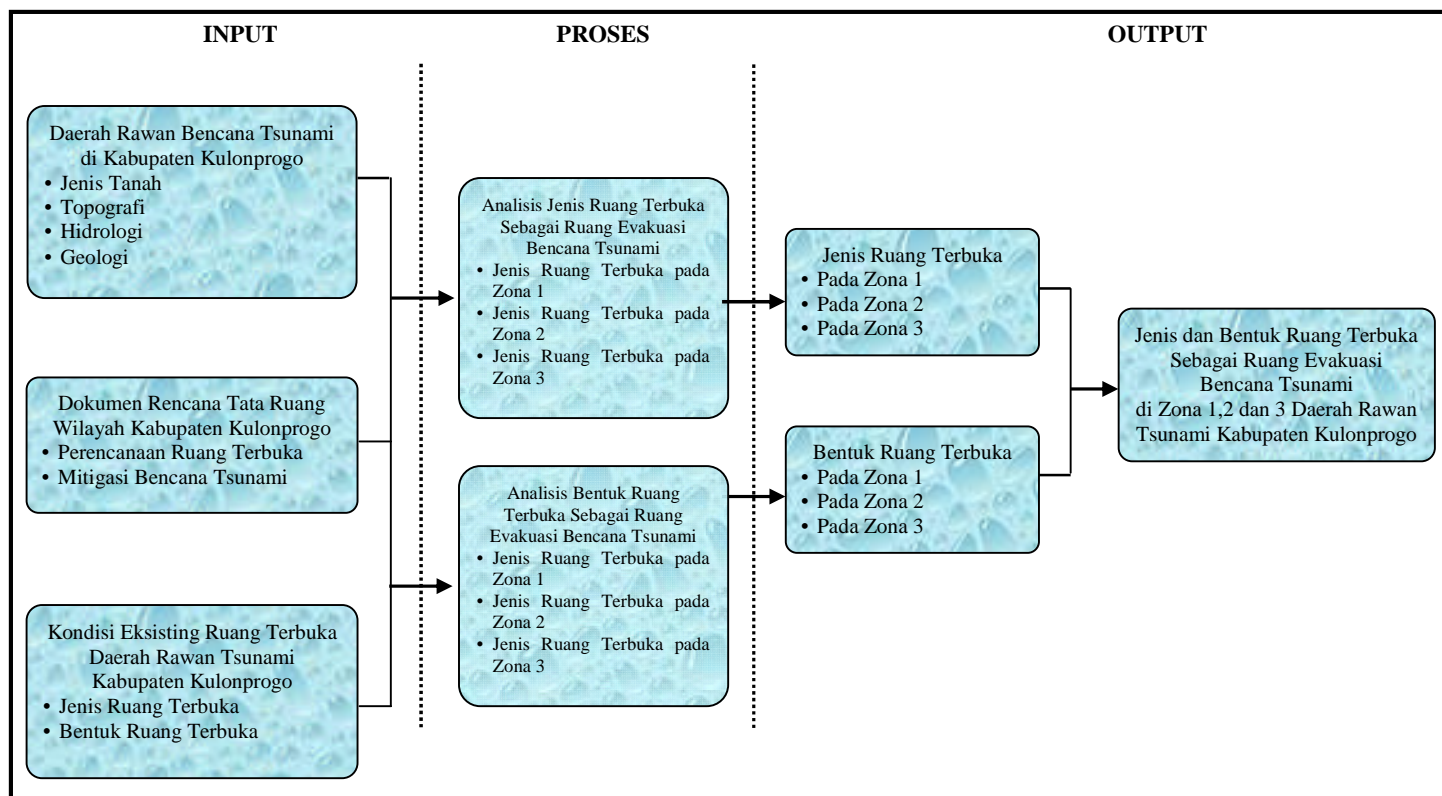 INPUT
PROSES
OUTPUT
Daerah Rawan Bencana Tsunami
di Kabupaten Kulonprogo
• Jenis Tanah
• Topografi
• Hidrologi
• Geologi
Dokumen Rencana Tata Ruang
Wilayah Kabupaten Kulonprogo
• Perencanaan Ruang Terbuka
• Mitigasi Bencana Tsunami
Kondisi Eksisting Ruang Terbuka
Daerah Rawan Tsunami
Kabupaten Kulonprogo
• Jenis Ruang Terbuka
• Bentuk Ruang Terbuka
Analisis Jenis Ruang Terbuka
Sebagai Ruang Evakuasi
Bencana Tsunami
• Jenis Ruang Terbuka pada
Zona 1
• Jenis Ruang Terbuka pada
Zona 2
• Jenis Ruang Terbuka pada
Zona 3
Analisis Bentuk Ruang
Terbuka Sebagai Ruang
Evakuasi Bencana Tsunami
• Jenis Ruang Terbuka pada
Zona 1
• Jenis Ruang Terbuka pada
Zona 2
• Jenis Ruang Terbuka pada
Zona 3
Jenis Ruang Terbuka
• Pada Zona 1
• Pada Zona 2
• Pada Zona 3
Bentuk Ruang Terbuka
• Pada Zona 1
• Pada Zona 2
• Pada Zona 3
Jenis dan Bentuk Ruang Terbuka
Sebagai Ruang Evakuasi
Bencana Tsunami
di Zona 1,2 dan 3 Daerah Rawan
Tsunami Kabupaten Kulonprogo